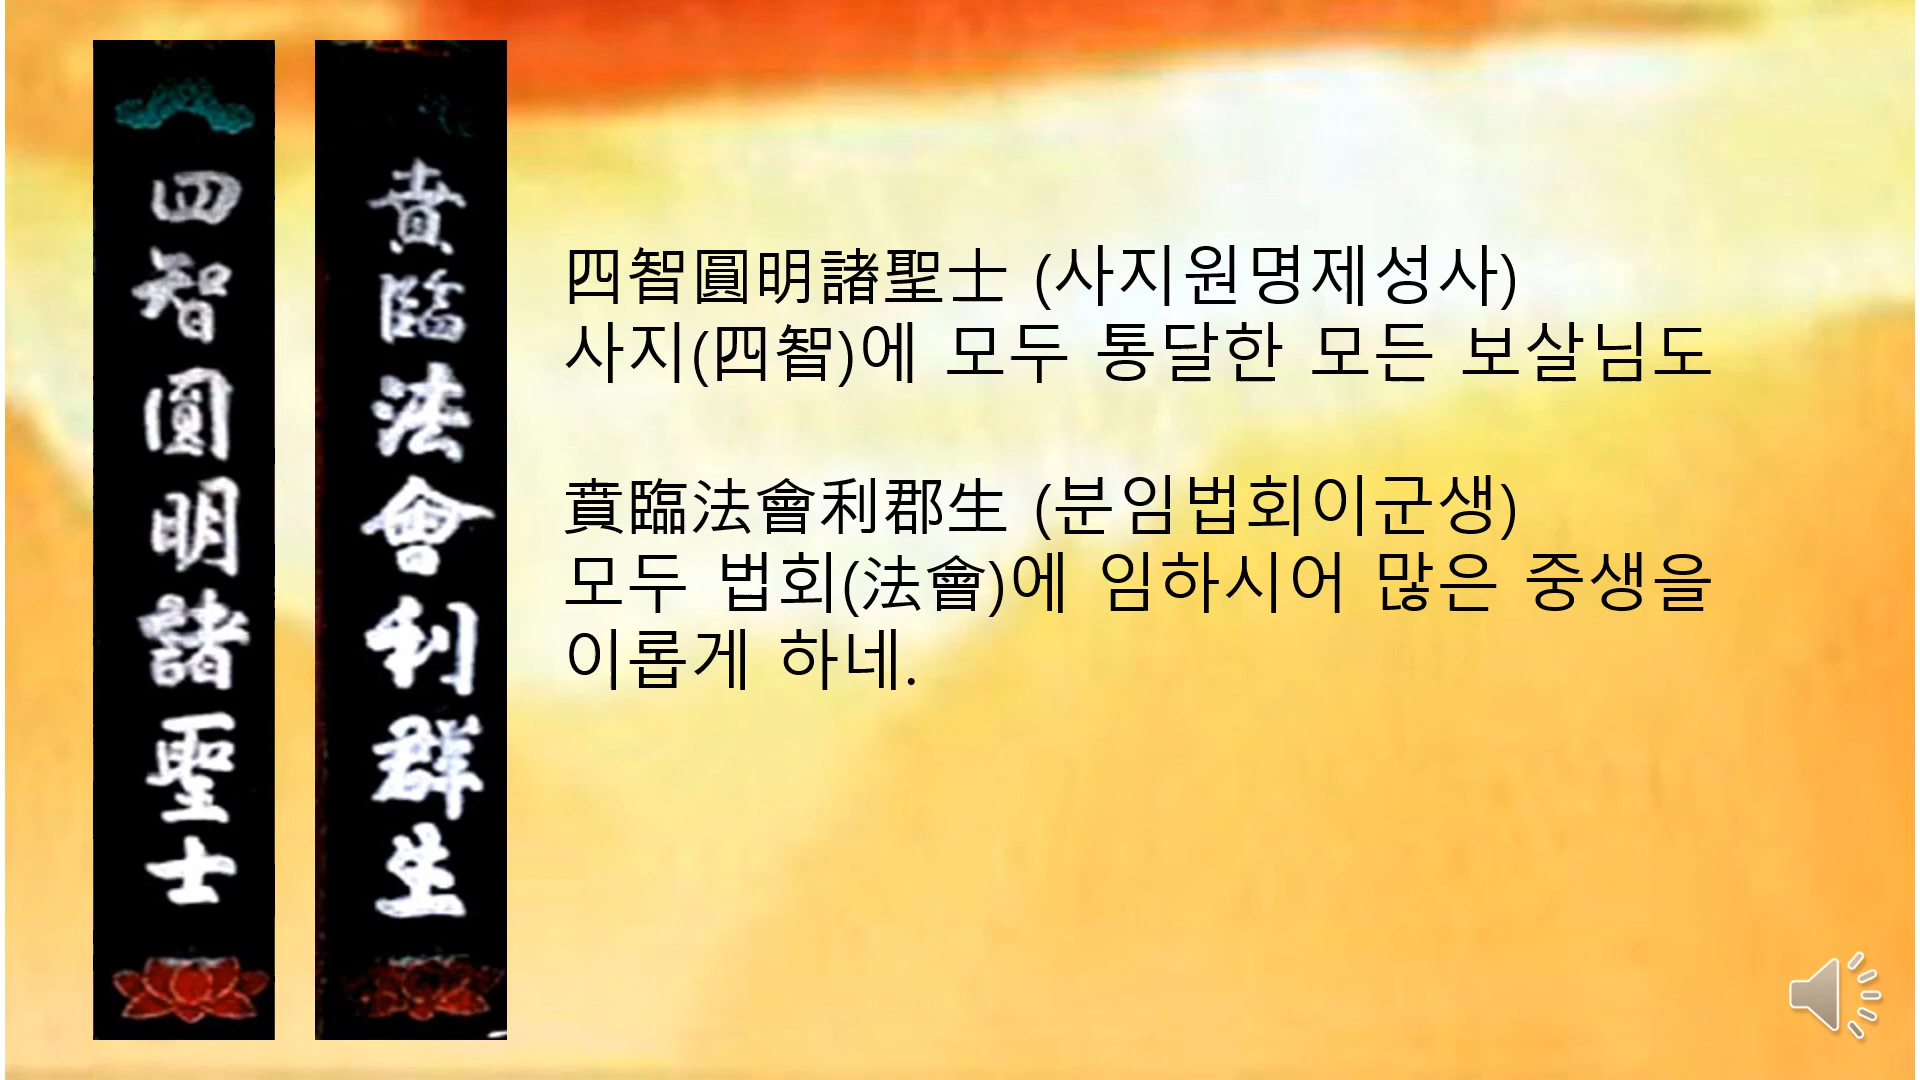 四智圓明諸聖士
賁臨法會利群生
四智圓明諸聖士 (사지원명제성사)
사지(四智)에 모두 통달한 모든 보살님도
賁臨法會利郡生 (분임법회이군생)
모두 법회(法會)에 임하시어 많은 중생을
이롭게 하네.